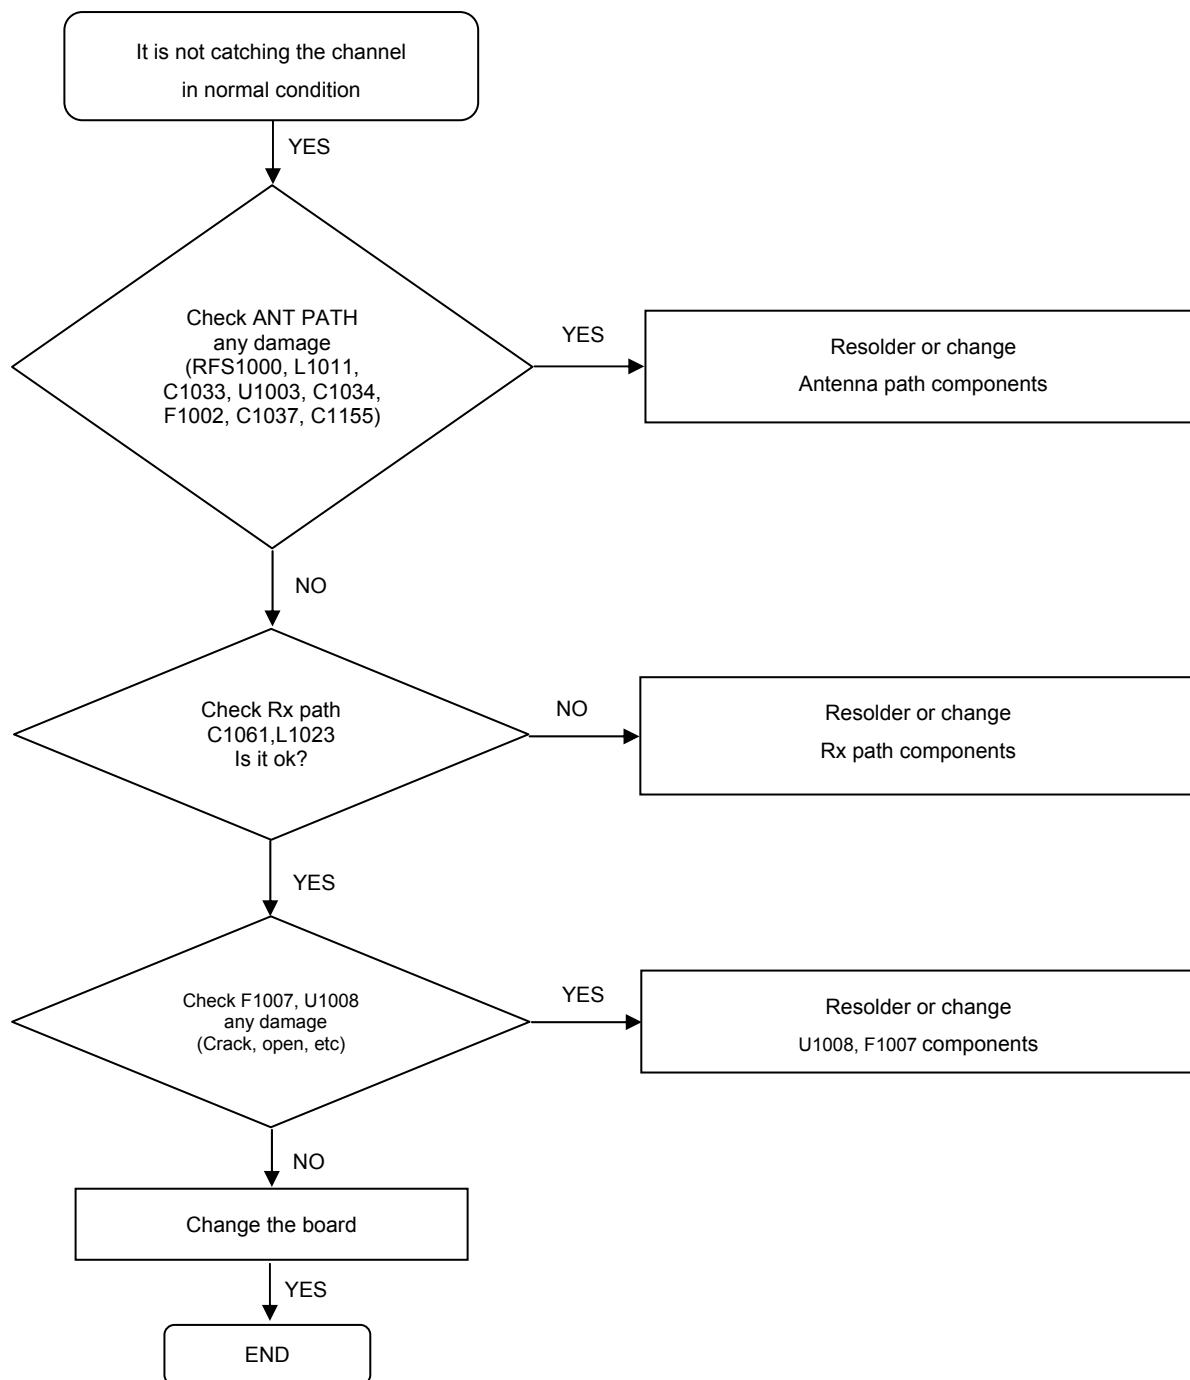 It is not catching the channel
in normal condition
YES
Check ANT PATH
any damage
(RFS1000, L1011,
C1033, U1003, C1034,
F1002, C1037, C1155)
YES
Resolder or change
Antenna path components
NO
Check Rx path
C1061,L1023
Is it ok?
NO
Resolder or change
Rx path components
YES
Check F1007, U1008
any damage
(Crack, open, etc)
YES
Resolder or change
U1008, F1007 components
NO
Change the board
YES
END